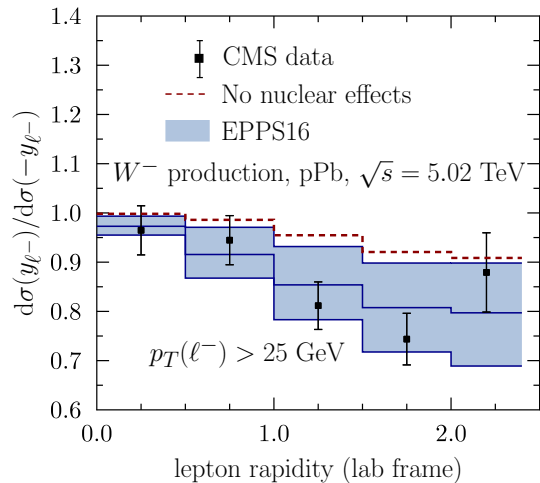 1.4
1.3
1.2
1.1
1.0
0.9
0.8
0.7
0.6
dσ(y_ℓ⁻)/dσ(−y_ℓ⁻)
CMS data
No nuclear effects
EPPS16
W⁻ production, pPb, √s = 5.02 TeV
p_T(ℓ⁻) > 25 GeV
0.0 1.0 2.0
lepton rapidity (lab frame)